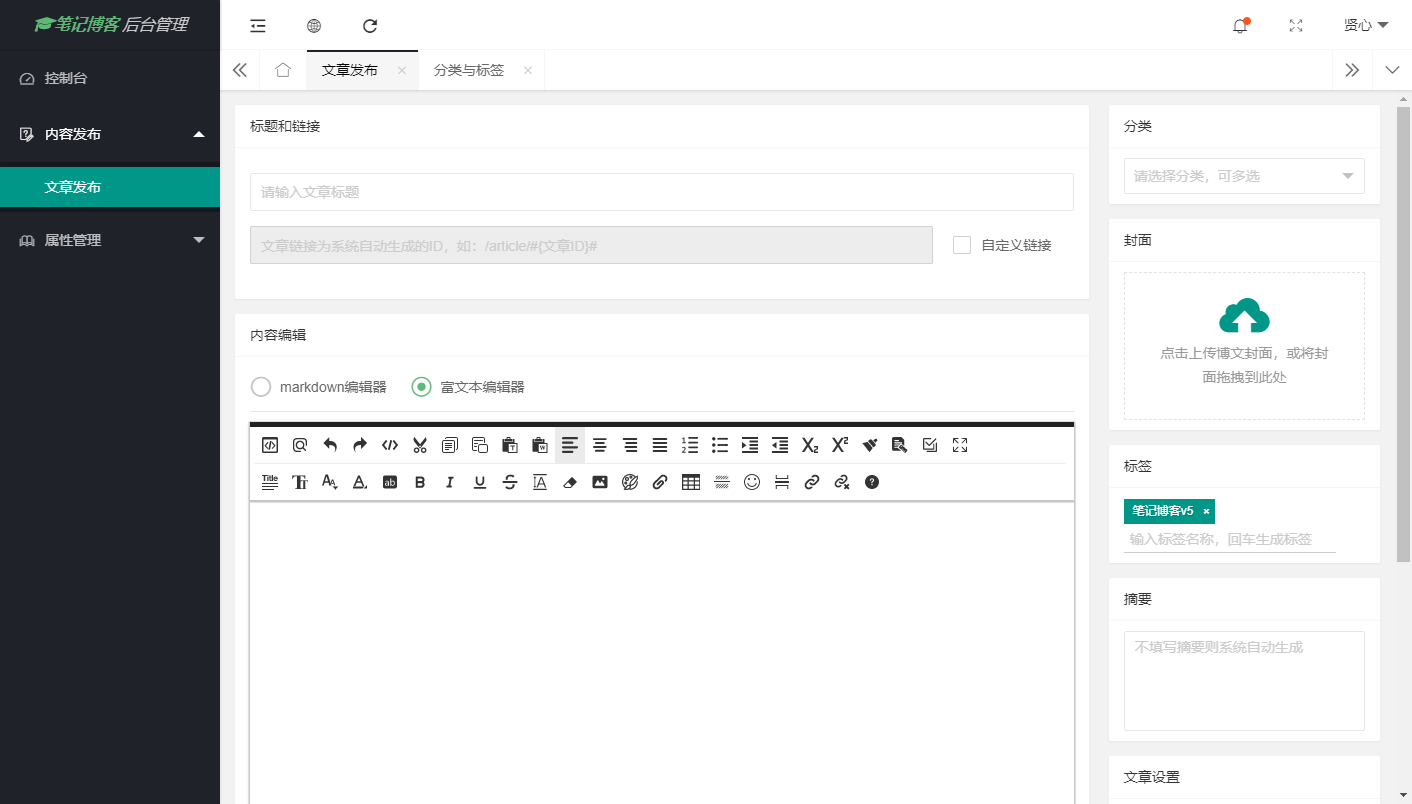 笔记博客 后台管理
贤心
控制台
内容发布
文章发布
属性管理
文章发布
分类与标签
标题和链接
请输入文章标题
文章链接为系统自动生成的ID，如：/article/#{文章ID}#
自定义链接
内容编辑
markdown编辑器
富文本编辑器
Title
分类
请选择分类，可多选
封面
点击上传博文封面，或将封
面拖拽到此处
标签
笔记博客v5 ×
输入标签名称，回车生成标签
摘要
不填写摘要则系统自动生成
文章设置